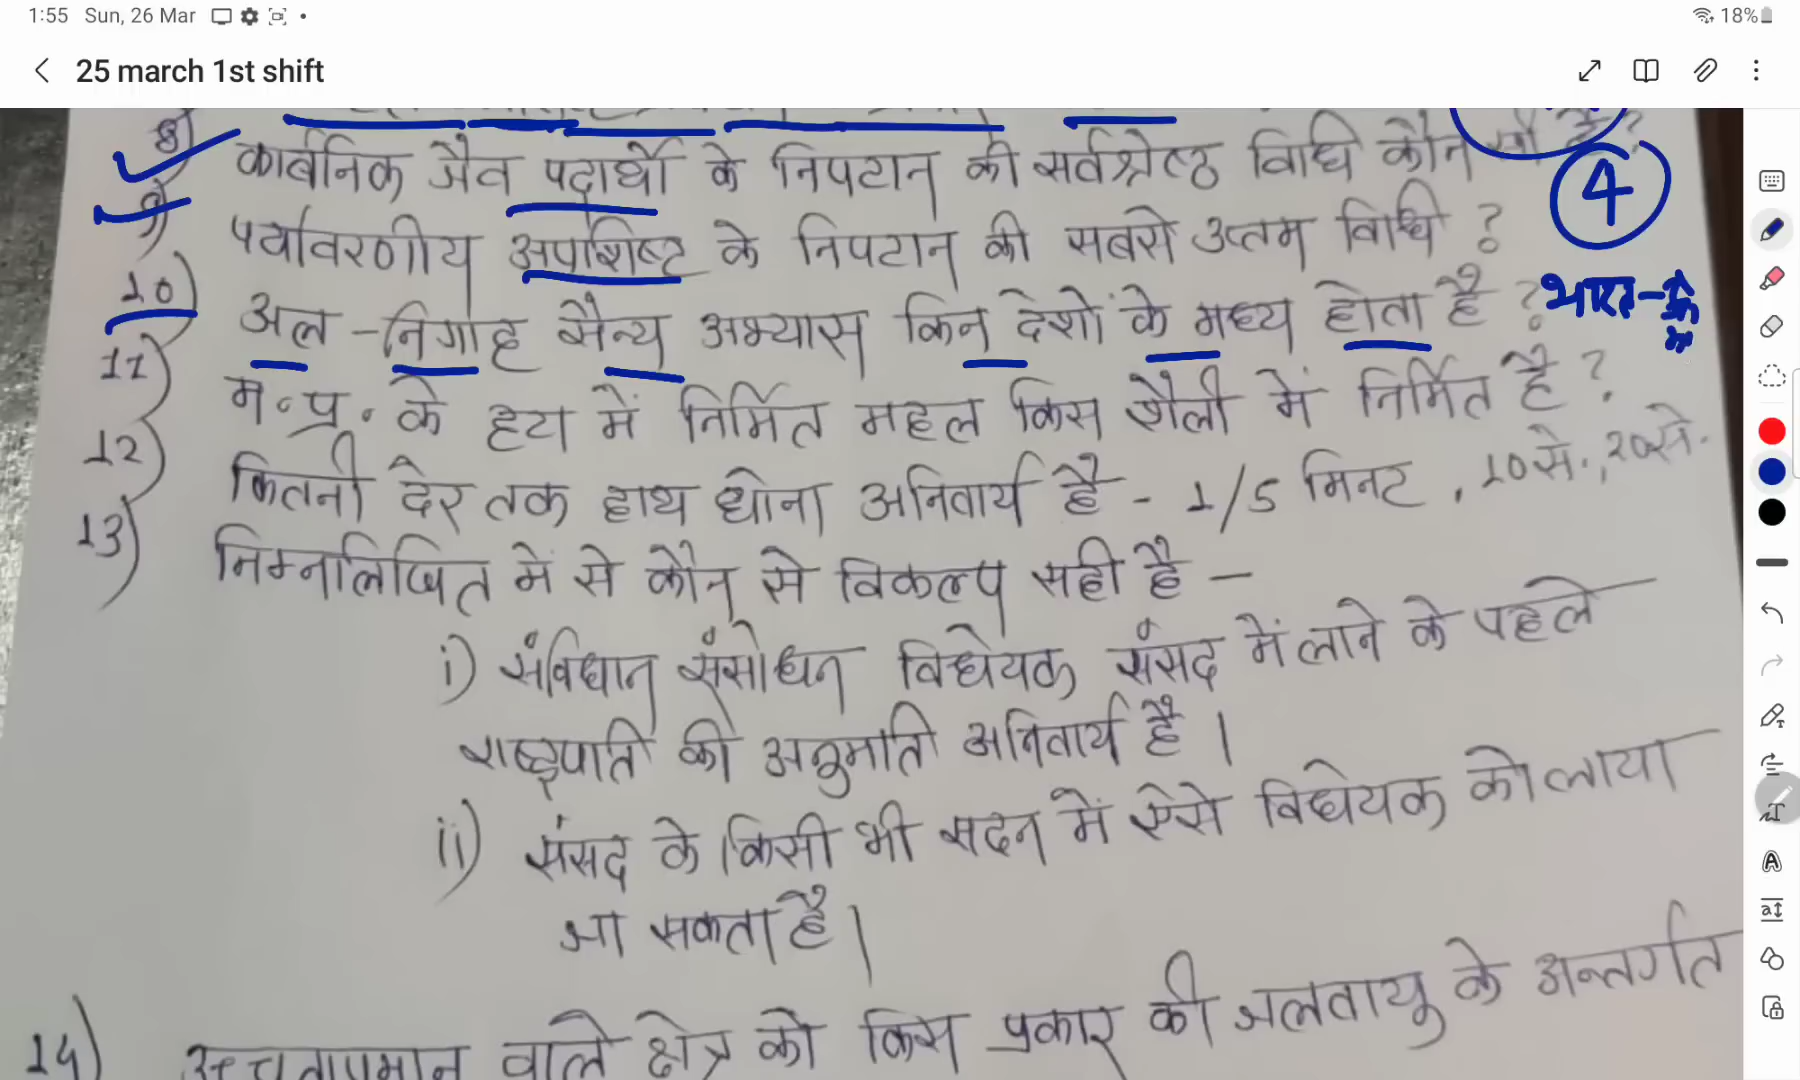 1:55 Sun, 26 Mar
18%
25 march 1st shift
8) कार्बनिक जैव पदार्थो के निपटान की सर्वश्रेष्ठ विधि कौन सी है?
4
9) पर्यावरणीय अपशिष्ट के निपटान की सबसे उत्तम विधि ?
10) अल - निगाह सैन्य अभ्यास किन देशों के मध्य होता है ? भारत-
11) म.प्र. के हटा में निर्मित महल किस शैली में निर्मित है ?
12) कितनी देर तक हाथ धोना अनिवार्य है - 1/5 मिनट, 10से., 20से.
13) निम्नलिखित में से कौन से विकल्प सही है -
i) संविधान संसोधन विधेयक संसद में लाने के पहले
राष्ट्रपति की अनुमति अनिवार्य है।
ii) संसद के किसी भी सदन में ऐसे विधेयक को लाया
जा सकता है।
14) उच्चतापमान वाले क्षेत्र को किस प्रकार की जलवायु के अन्तर्गत